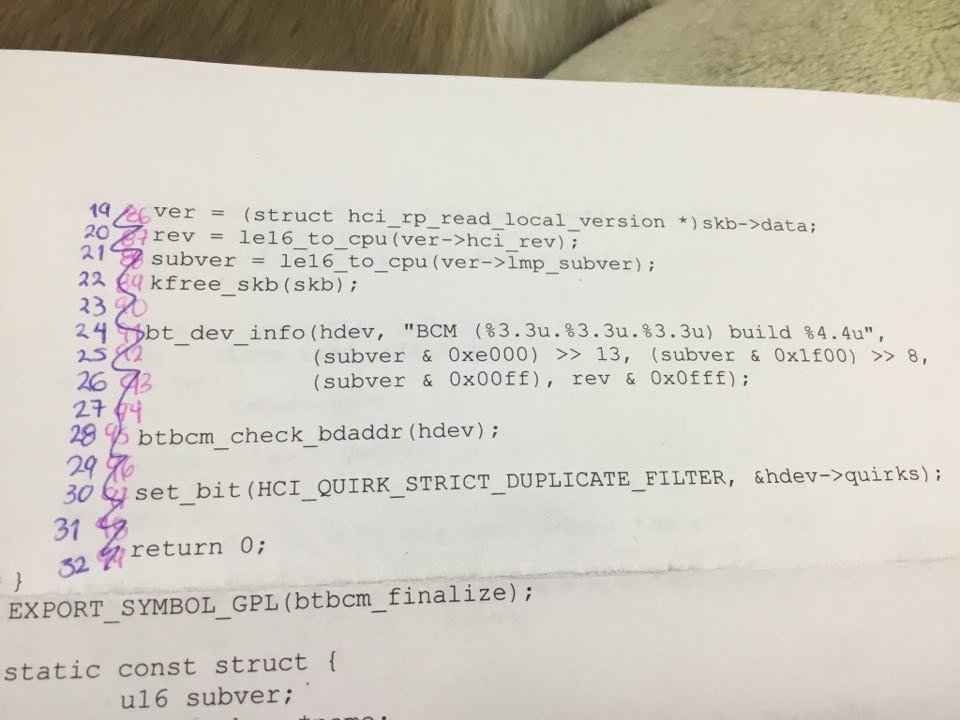 19 86 ver = (struct hci_rp_read_local_version *)skb->data;
20 87 rev = le16_to_cpu(ver->hci_rev);
21 88 subver = le16_to_cpu(ver->lmp_subver);
22 89 kfree_skb(skb);
23 90
24 91 bt_dev_info(hdev, "BCM (%3.3u.%3.3u.%3.3u) build %4.4u",
25 92 (subver & 0xe000) >> 13, (subver & 0x1f00) >> 8,
26 93 (subver & 0x00ff), rev & 0x0fff);
27 94
28 95 btbcm_check_bdaddr(hdev);
29 96
30 97 set_bit(HCI_QUIRK_STRICT_DUPLICATE_FILTER, &hdev->quirks);
31 98
32 99 return 0;
}
EXPORT_SYMBOL_GPL(btbcm_finalize);
static const struct {
u16 subver;